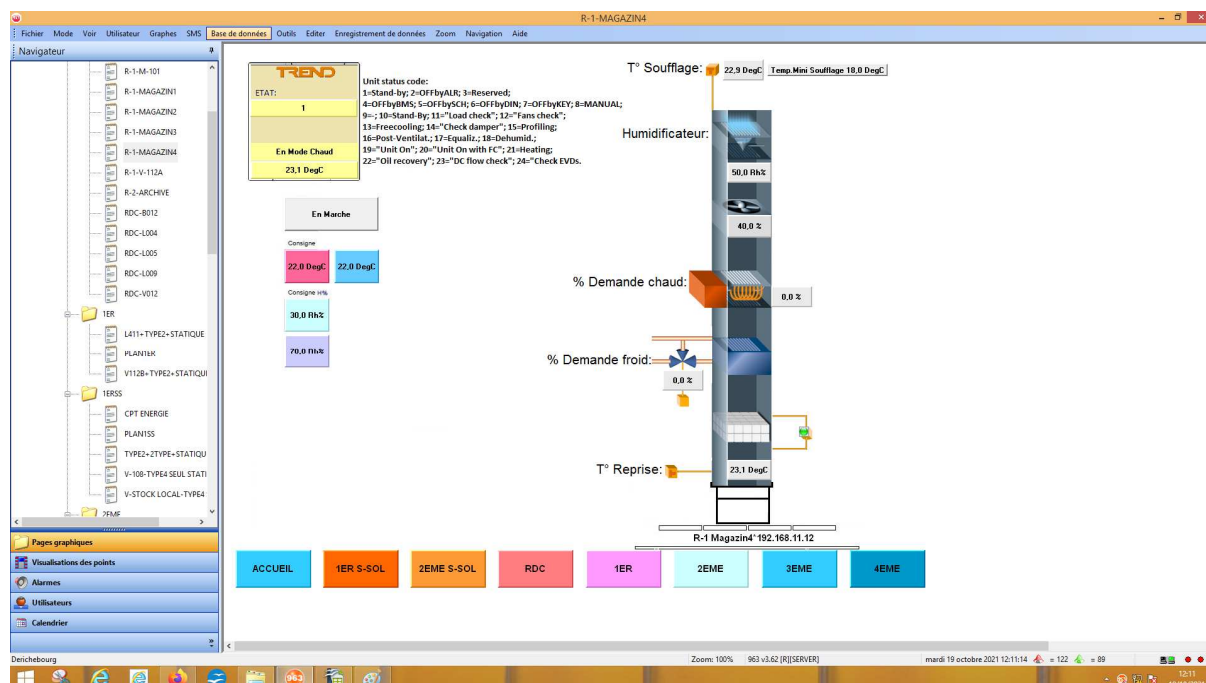 R-1-MAGAZIN4
Fichier Mode Voir Utilisateur Graphes SMS Base de données Outils Editer Enregistrement de données Zoom Navigation Aide
Navigateur
R-1-M-101
R-1-MAGAZIN1
R-1-MAGAZIN2
R-1-MAGAZIN3
R-1-MAGAZIN4
R-1-V-112A
R-2-ARCHIVE
RDC-B012
RDC-L004
RDC-L005
RDC-L009
RDC-V012
1ER
L411+TYPE2+STATIQUE
PLAN1ER
V112B+TYPE2+STATIQUI
1ERSS
CPT ENERGIE
PLAN1SS
TYPE2+2TYPE+STATIQU
V-108-TYPE4 SEUL STATI
V-STOCK LOCAL-TYPE4
2EME
Pages graphiques
Visualisations des points
Alarmes
Utilisateurs
Calendrier
TREND
ETAT:
1
En Mode Chaud
23,1 DegC
Unit status code:
1=Stand-by; 2=OFFbyALR; 3=Reserved;
4=OFFbyBMS; 5=OFFbySCH; 6=OFFbyDIN; 7=OFFbyKEY; 8=MANUAL;
9=-; 10=Stand-By; 11="Load check"; 12="Fans check";
13=Freecooling; 14="Check damper"; 15=Profiling;
16=Post-Ventilat.; 17=Equaliz.; 18=Dehumid.;
19="Unit On"; 20="Unit On with FC"; 21=Heating;
22="Oil recovery"; 23="DC flow check"; 24="Check EVDs.
En Marche
Consigne
22,0 DegC 22,0 DegC
Consigne H%
30,0 Rh%
70,0 Rh%
T° Soufflage: 22,9 DegC Temp.Mini Soufflage 18,0 DegC
Humidificateur:
50,0 Rh%
40,0 %
% Demande chaud: 0,0 %
% Demande froid:
0,0 %
T° Reprise: 23,1 DegC
R-1 Magazin4*192.168.11.12
ACCUEIL 1ER S-SOL 2EME S-SOL RDC 1ER 2EME 3EME 4EME
Derichebourg Zoom: 100% 963 v3.62 [R][SERVER] mardi 19 octobre 2021 12:11:14 = 122 = 89
963
12:11